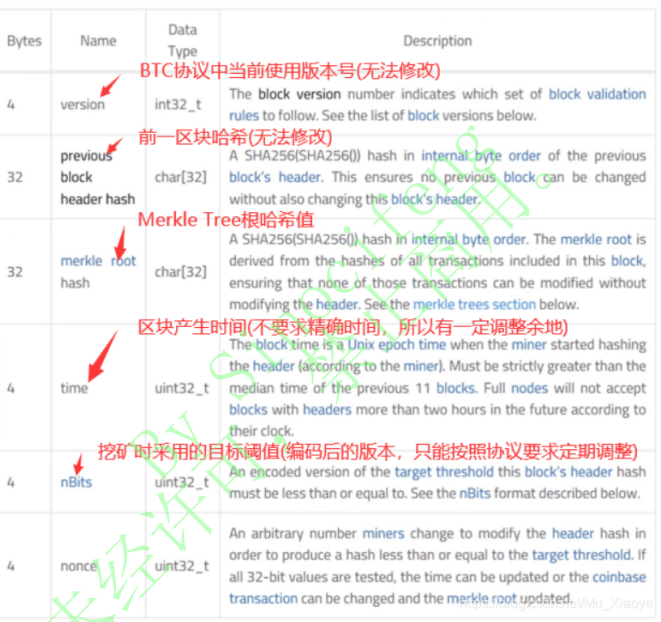 Bytes Name Data Type Description
BTC协议中当前使用版本号(无法修改)
4 version int32_t The block version number indicates which set of block validation
rules to follow. See the list of block versions below.
前一区块哈希(无法修改)
32 previous block header hash char[32] A SHA256(SHA256()) hash in internal byte order of the previous
block's header. This ensures no previous block can be changed
without also changing this block's header.
Merkle Tree根哈希值
32 merkle root hash char[32] A SHA256(SHA256()) hash in internal byte order. The merkle root is
derived from the hashes of all transactions included in this block,
ensuring that none of those transactions can be modified without
modifying the header. See the merkle trees section below.
区块产生时间(不要求精确时间，所以有一定调整余地)
4 time uint32_t The block time is a Unix epoch time when the miner started hashing
the header (according to the miner). Must be strictly greater than the
median time of the previous 11 blocks. Full nodes will not accept
blocks with headers more than two hours in the future according to
their clock.
挖矿时采用的目标阈值(编码后的版本，只能按照协议要求定期调整)
4 nBits uint32_t An encoded version of the target threshold this block's header hash
must be less than or equal to. See the nBits format described below.
4 nonce uint32_t An arbitrary number miners change to modify the header hash in
order to produce a hash less than or equal to the target threshold. If
all 32-bit values are tested, the time can be updated or the coinbase
transaction can be changed and the merkle root updated.
未经许可，禁止商用。